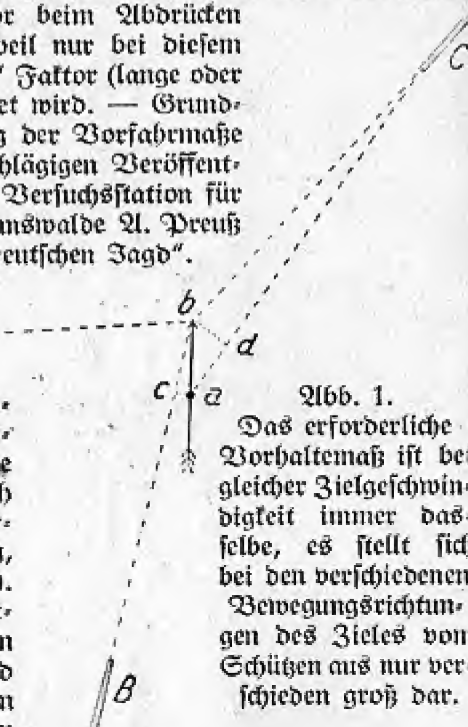 or beim Abdrücken
weil nur bei diesem
Faktor (lange oder
et wird. — Grund-
g der Vorfahrmaße
hlägigen Veröffent-
Versuchsstation für
answalde A. Preuß
eutschen Jagd".
C
b
d
c a
B
Abb. 1.
Das erforderliche
Vorhaltemaß ist bei
gleicher Zielgeschwin-
digkeit immer das-
selbe, es stellt sich
bei den verschiedenen
Bewegungsrichtun-
gen des Zieles vom
Schützen aus nur ver-
schieden groß dar.